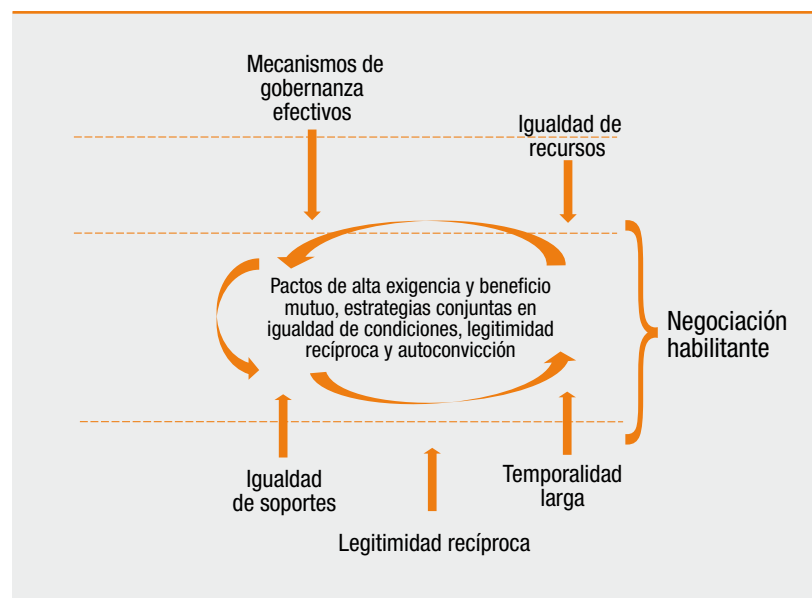 Mecanismos de
gobernanza
efectivos
Igualdad de
recursos
Pactos de alta exigencia y beneficio
mutuo, estrategias conjuntas en
igualdad de condiciones, legitimidad
recíproca y autoconvicción
Negociación
habilitante
Igualdad
de soportes
Temporalidad
larga
Legitimidad recíproca